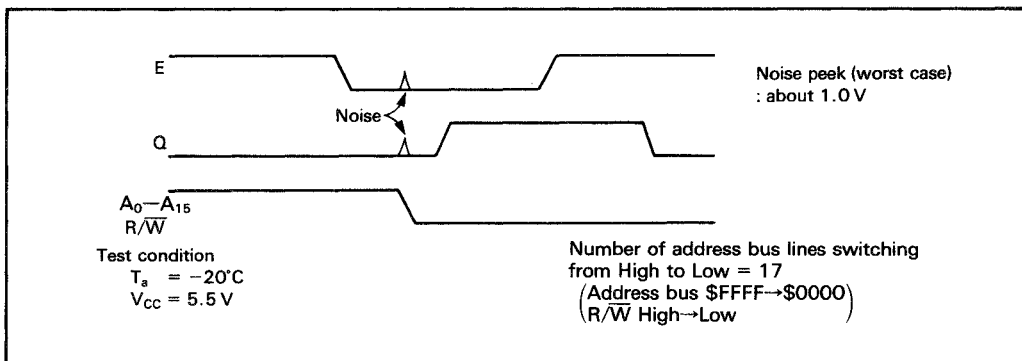 E
Noise peek (worst case)
: about 1.0 V
Noise
Q
A₀—A₁₅
R/W̅
Test condition
Tₐ = −20°C
V_CC = 5.5 V
Number of address bus lines switching
from High to Low = 17
(Address bus $FFFF→$0000)
(R/W̅ High→Low)